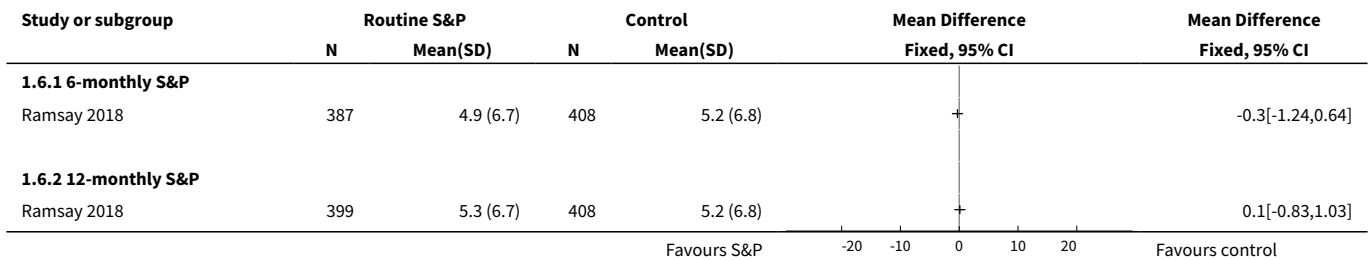 Study or subgroup Routine S&P Control Mean Difference Mean Difference
N Mean(SD) N Mean(SD) Fixed, 95% CI Fixed, 95% CI
1.6.1 6-monthly S&P
Ramsay 2018 387 4.9 (6.7) 408 5.2 (6.8) -0.3[-1.24,0.64]
1.6.2 12-monthly S&P
Ramsay 2018 399 5.3 (6.7) 408 5.2 (6.8) 0.1[-0.83,1.03]
Favours S&P -20 -10 0 10 20 Favours control